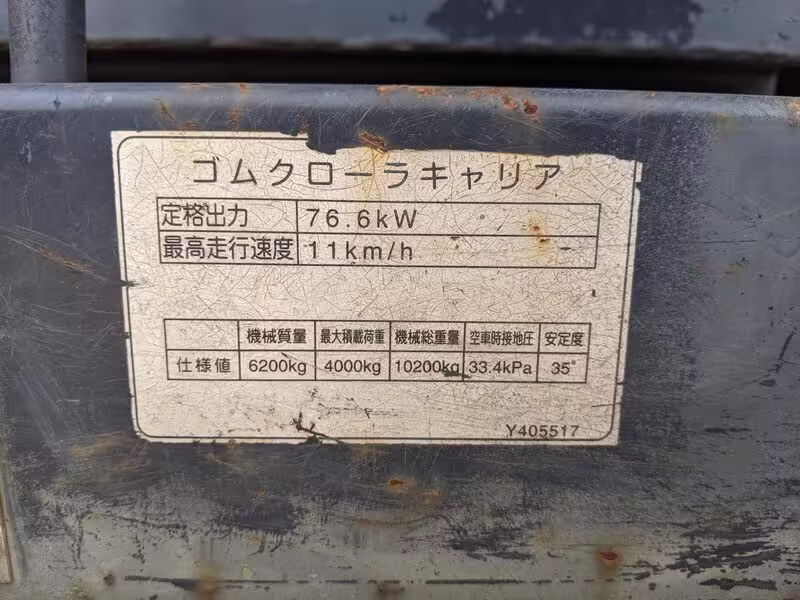 ゴムクローラキャリア
定格出力 76.6kW
最高走行速度 11km/h
機械質量 最大積載荷重 機械総重量 空車時接地圧 安定度
仕様値 6200kg 4000kg 10200kg 33.4kPa 35°
Y405517